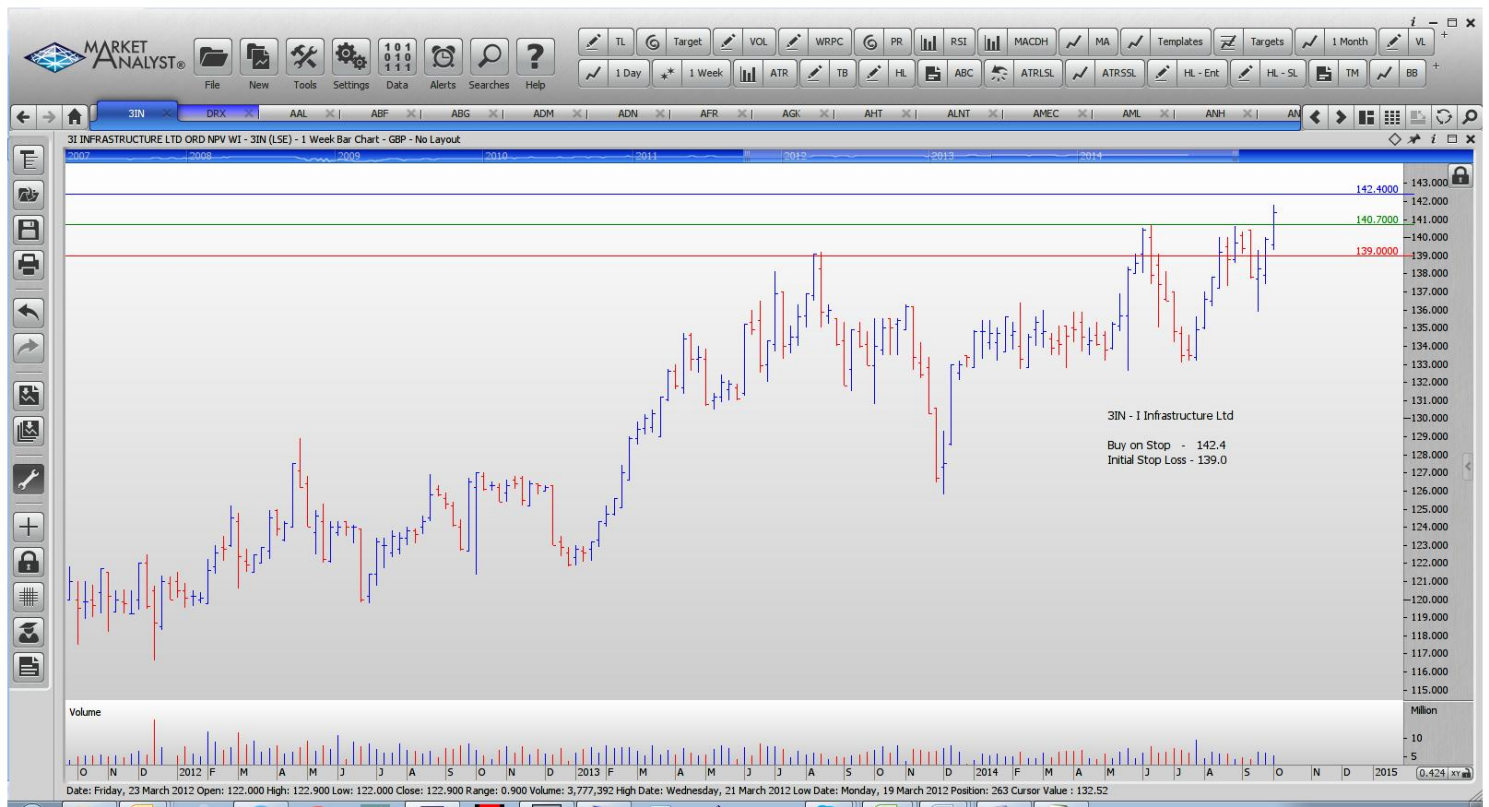 MARKET ANALYST®
File New Tools Settings Data Alerts Searches Help
TL Target VOL WRPC PR RSI MACDH MA Templates Targets 1 Month VL
1 Day 1 Week ATR TB HL ABC ATRLSL ATRSSL HL - Ent HL - SL TM BB
3IN DRX AAL ABF ABG ADM ADN AFR AGK AHT ALNT AMEC AML ANH AN
3I INFRASTRUCTURE LTD ORD NPV WI - 3IN (LSE) - 1 Week Bar Chart - GBP - No Layout
2007 2008 2009 2010 2011 2012 2013 2014
143.000
142.4000
142.000
140.7000
141.000
140.000
139.0000
139.000
138.000
137.000
136.000
135.000
134.000
133.000
132.000
131.000
130.000
129.000
128.000
127.000
126.000
125.000
124.000
123.000
122.000
121.000
120.000
119.000
118.000
117.000
116.000
115.000
3IN - I Infrastructure Ltd
Buy on Stop - 142.4
Initial Stop Loss - 139.0
Volume
Million
10
5
O N D 2012 F M A M J J A S O N D 2013 F M A M J J A S O N D 2014 F M A M J J A S O N D 2015
0.424 XY
Date: Friday, 23 March 2012 Open: 122.000 High: 122.900 Low: 122.000 Close: 122.900 Range: 0.900 Volume: 3,777,392 High Date: Wednesday, 21 March 2012 Low Date: Monday, 19 March 2012 Position: 263 Cursor Value : 132.52